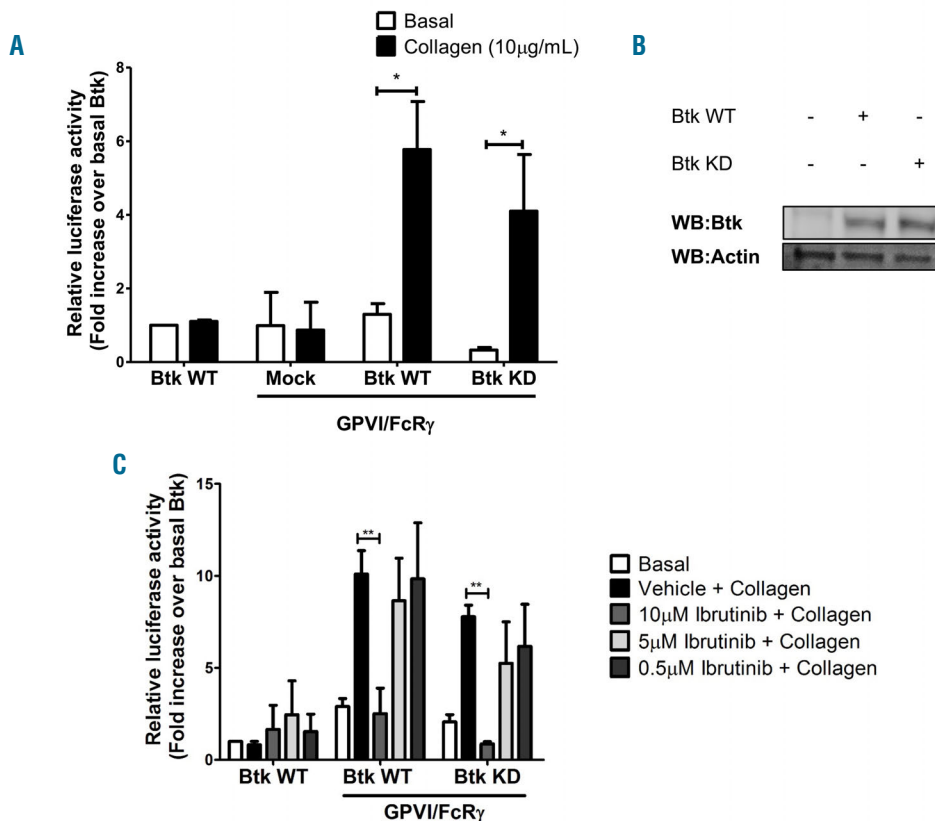 A
Basal
Collagen (10μg/mL)
Relative luciferase activity
(Fold increase over basal Btk)
8
6
4
2
0
*
*
Btk WT
Mock
Btk WT
Btk KD
GPVI/FcRγ
B
Btk WT - + -
Btk KD - - +
WB:Btk
WB:Actin
C
Relative luciferase activity
(Fold increase over basal Btk)
15
10
5
0
**
**
Btk WT
Btk WT
Btk KD
GPVI/FcRγ
Basal
Vehicle + Collagen
10μM Ibrutinib + Collagen
5μM Ibrutinib + Collagen
0.5μM Ibrutinib + Collagen